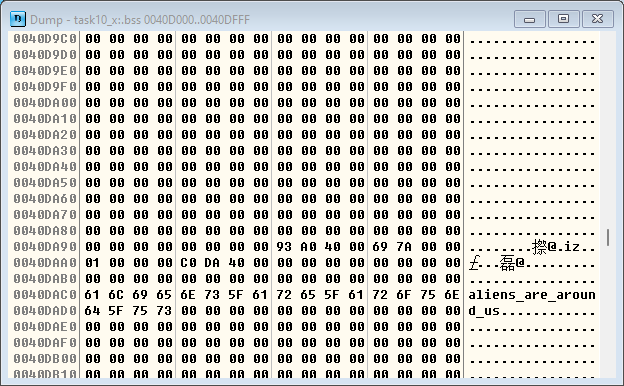 Dump - task10_x:.bss 0040D000..0040DFFF
0040D9C0 00 00 00 00 00 00 00 00 00 00 00 00 00 00 00 00 ................
0040D9D0 00 00 00 00 00 00 00 00 00 00 00 00 00 00 00 00 ................
0040D9E0 00 00 00 00 00 00 00 00 00 00 00 00 00 00 00 00 ................
0040D9F0 00 00 00 00 00 00 00 00 00 00 00 00 00 00 00 00 ................
0040DA00 00 00 00 00 00 00 00 00 00 00 00 00 00 00 00 00 ................
0040DA10 00 00 00 00 00 00 00 00 00 00 00 00 00 00 00 00 ................
0040DA20 00 00 00 00 00 00 00 00 00 00 00 00 00 00 00 00 ................
0040DA30 00 00 00 00 00 00 00 00 00 00 00 00 00 00 00 00 ................
0040DA40 00 00 00 00 00 00 00 00 00 00 00 00 00 00 00 00 ................
0040DA50 00 00 00 00 00 00 00 00 00 00 00 00 00 00 00 00 ................
0040DA60 00 00 00 00 00 00 00 00 00 00 00 00 00 00 00 00 ................
0040DA70 00 00 00 00 00 00 00 00 00 00 00 00 00 00 00 00 ................
0040DA80 00 00 00 00 00 00 00 00 00 00 00 00 00 00 00 00 ................
0040DA90 00 00 00 00 00 00 00 00 93 A0 40 00 69 7A 00 00 ........摖@.iz..
0040DAA0 01 00 00 00 C0 DA 40 00 00 00 00 00 00 00 00 00 ...磊@.........
0040DAB0 00 00 00 00 00 00 00 00 00 00 00 00 00 00 00 00 ................
0040DAC0 61 6C 69 65 6E 73 5F 61 72 65 5F 61 72 6F 75 6E aliens_are_aroun
0040DAD0 64 5F 75 73 00 00 00 00 00 00 00 00 00 00 00 00 d_us............
0040DAE0 00 00 00 00 00 00 00 00 00 00 00 00 00 00 00 00 ................
0040DAF0 00 00 00 00 00 00 00 00 00 00 00 00 00 00 00 00 ................
0040DB00 00 00 00 00 00 00 00 00 00 00 00 00 00 00 00 00 ................
0040DB10 00 00 00 00 00 00 00 00 00 00 00 00 00 00 00 00 ................